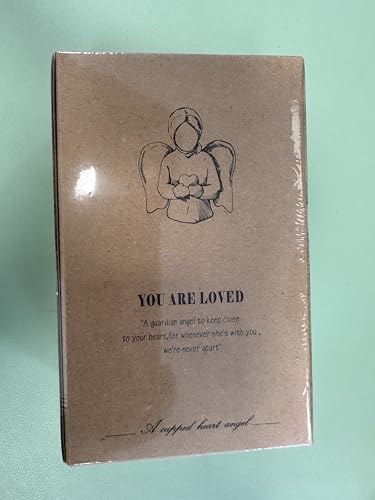 YOU ARE LOVED
"A guardian angel to keep close
to your heart,for whenever she's with you ,
we're never apart"
A cupped heart angel